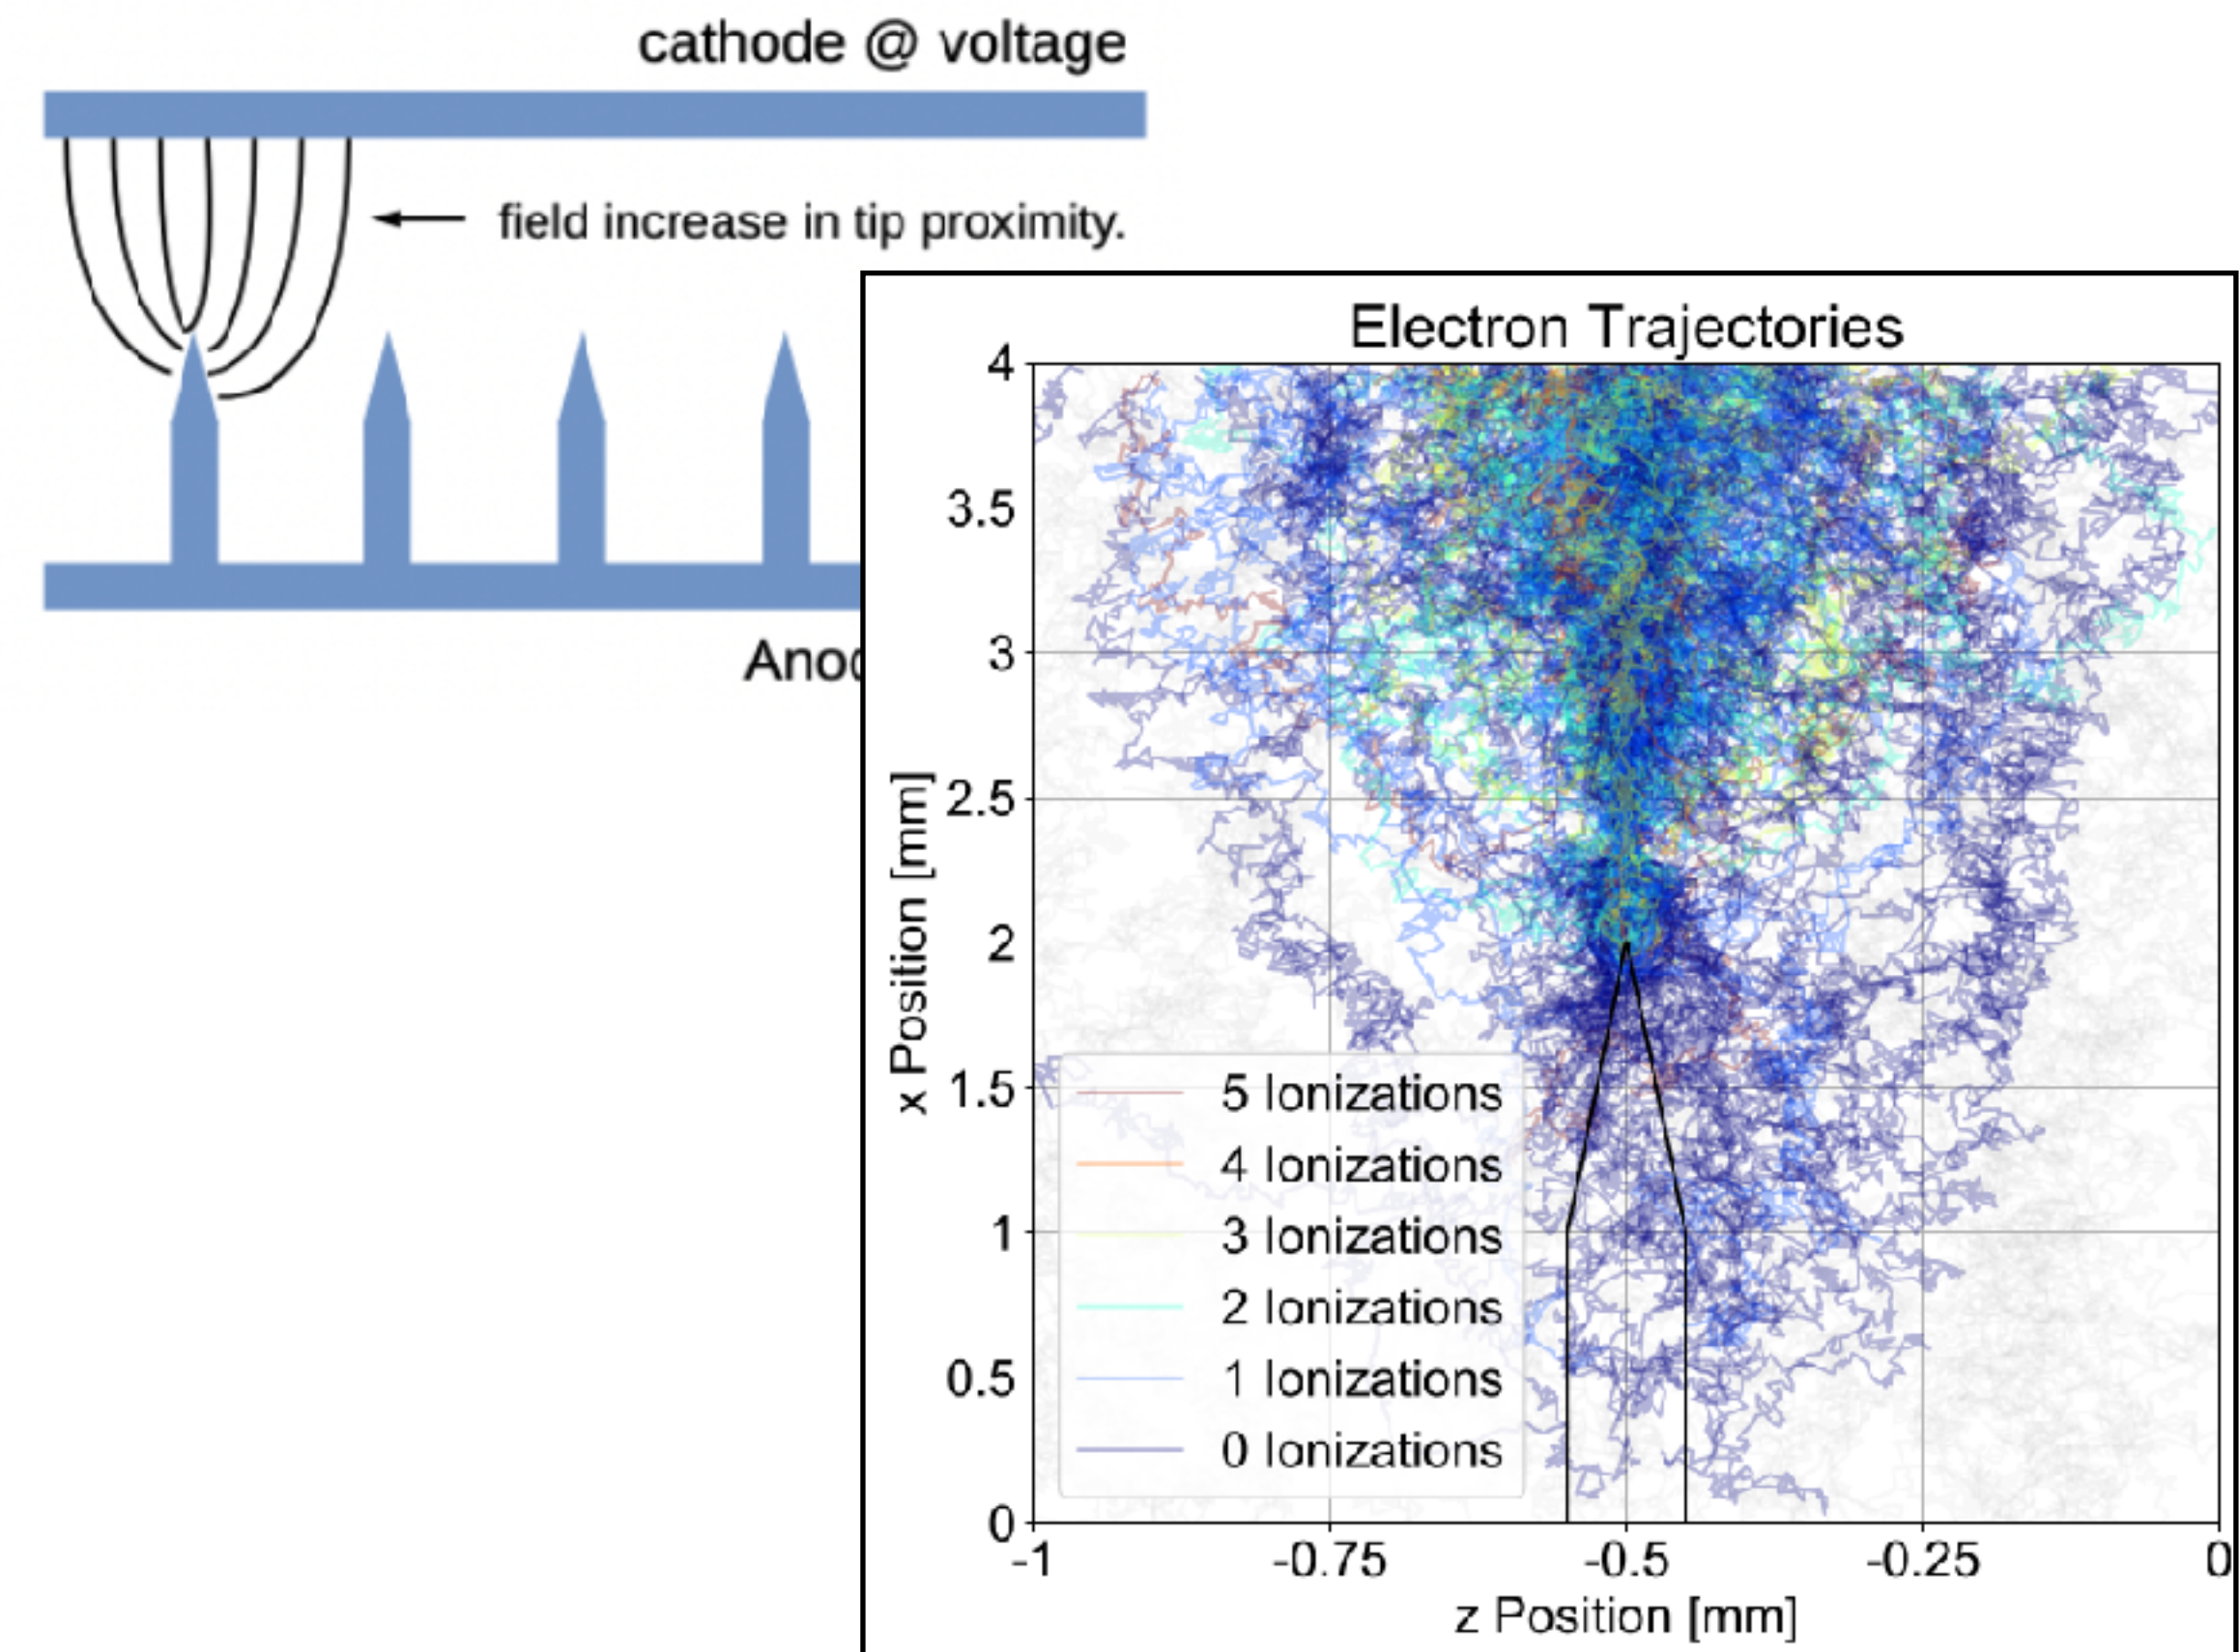 cathode @ voltage
field increase in tip proximity.
Electron Trajectories
4
3.5
3
2.5
2
1.5
1
0.5
0
x Position [mm]
5 Ionizations
4 Ionizations
3 Ionizations
2 Ionizations
1 Ionizations
0 Ionizations
-1 -0.75 -0.5 -0.25 0
z Position [mm]